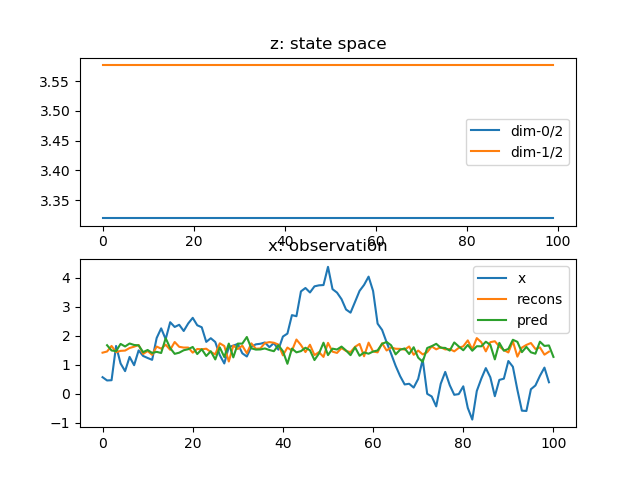 z: state space
3.55
3.50
3.45
3.40
3.35
dim-0/2
dim-1/2
0 20 40 60 80 100
x: observation
4
3
2
1
0
−1
x
recons
pred
0 20 40 60 80 100